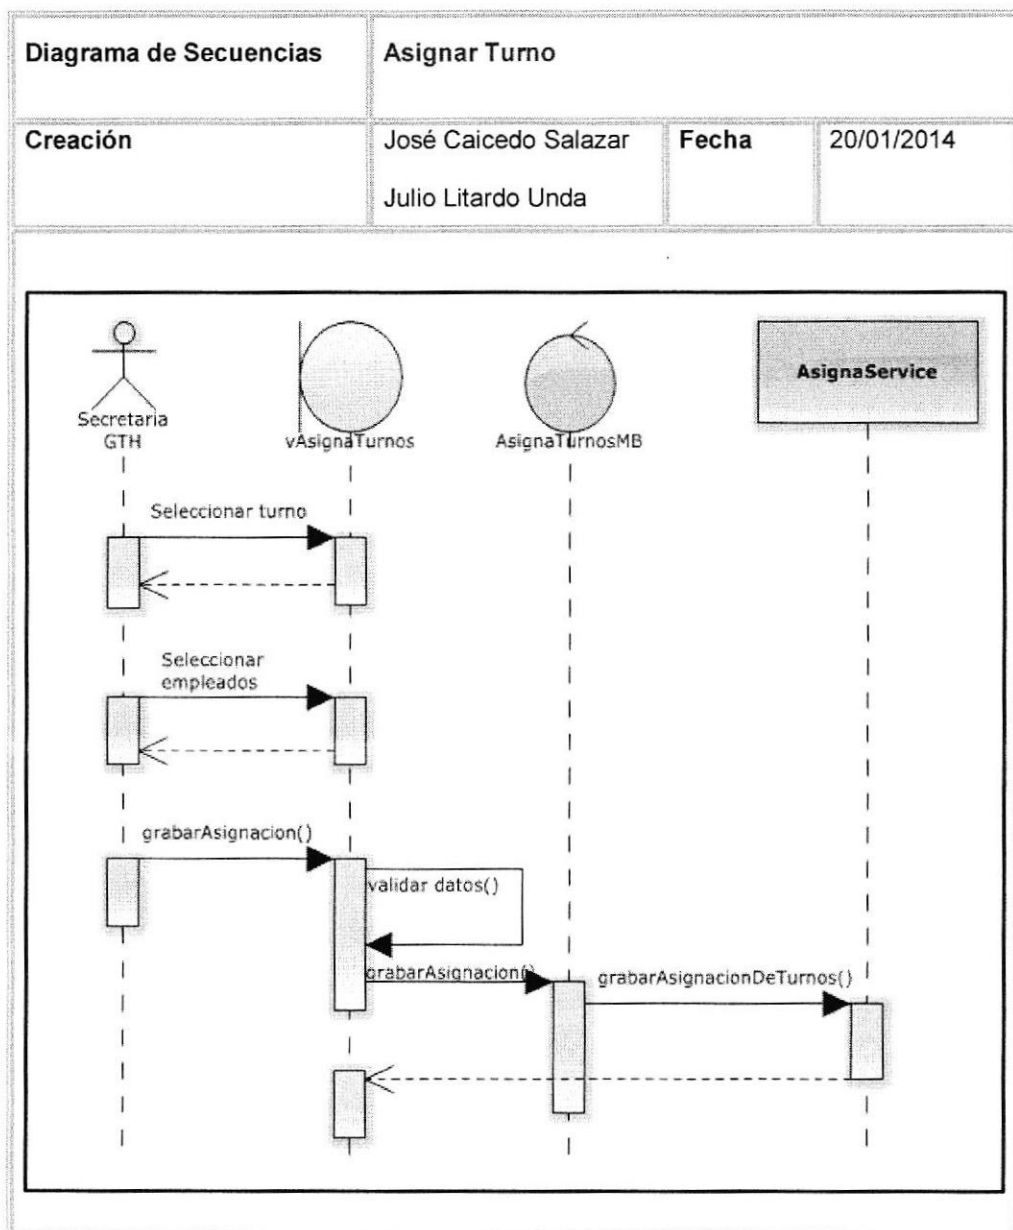 Diagrama de Secuencias
Asignar Turno
Creación
José Caicedo Salazar
Julio Litardo Unda
Fecha
20/01/2014
Secretaria
GTH
vAsignaTurnos
AsignaTurnosMB
AsignaService
Seleccionar turno
Seleccionar
empleados
grabarAsignacion()
validar datos()
grabarAsignacion()
grabarAsignacionDeTurnos()